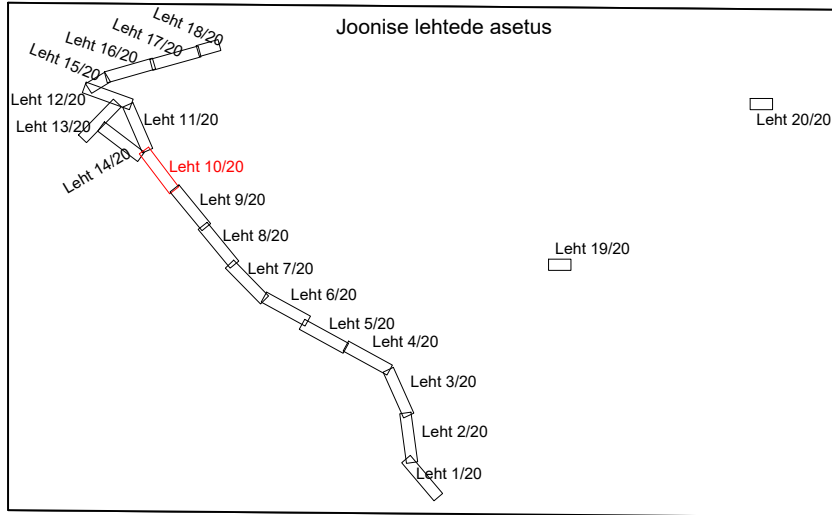 Joonise lehtede asetus
Leht 18/20
Leht 17/20
Leht 16/20
Leht 15/20
Leht 12/20
Leht 11/20
Leht 13/20
Leht 14/20
Leht 10/20
Leht 9/20
Leht 8/20
Leht 7/20
Leht 6/20
Leht 5/20
Leht 4/20
Leht 3/20
Leht 2/20
Leht 1/20
Leht 20/20
Leht 19/20